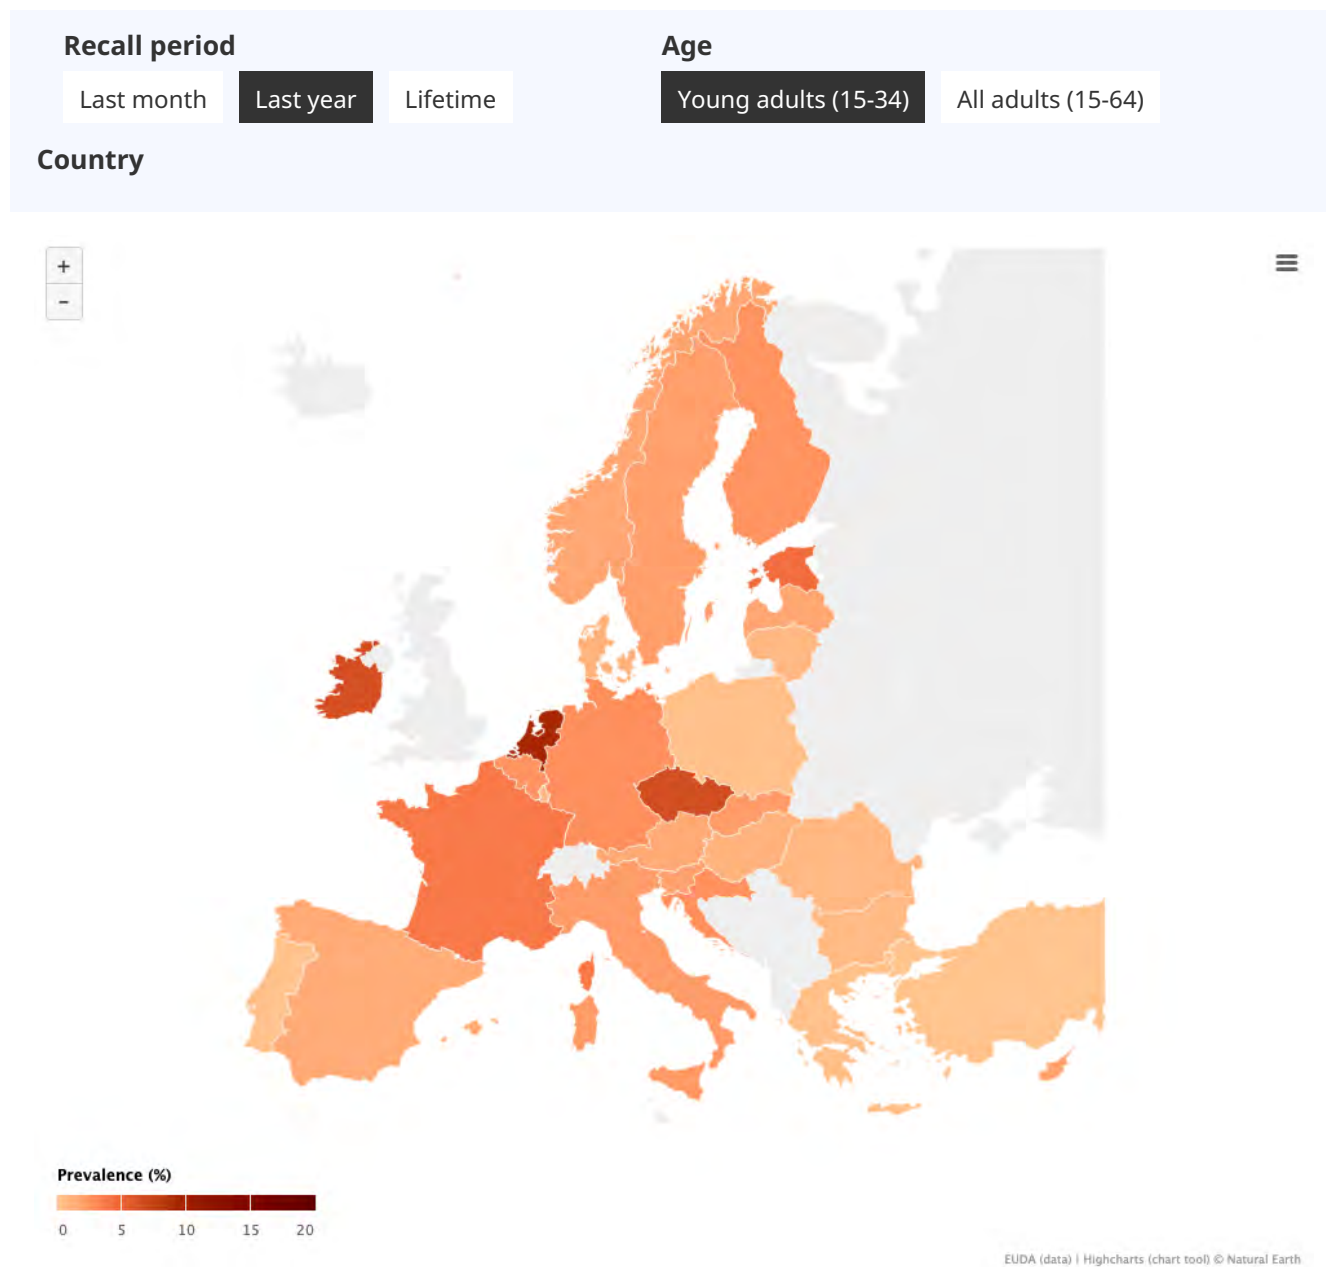 Recall period
Age
Last month Last year Lifetime
Young adults (15-34) All adults (15-64)
Country
+
-
Prevalence (%)
0 5 10 15 20
EUDA (data) | Highcharts (chart tool) © Natural Earth